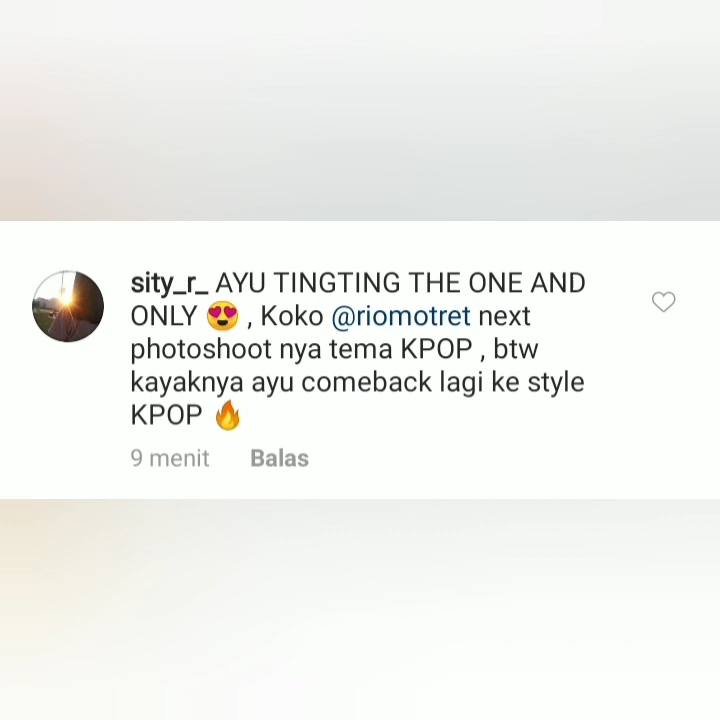 sity_r_ AYU TINGTING THE ONE AND
ONLY 😍 , Koko @riomotret next
photoshoot nya tema KPOP , btw
kayaknya ayu comeback lagi ke style
KPOP 🔥
9 menit Balas